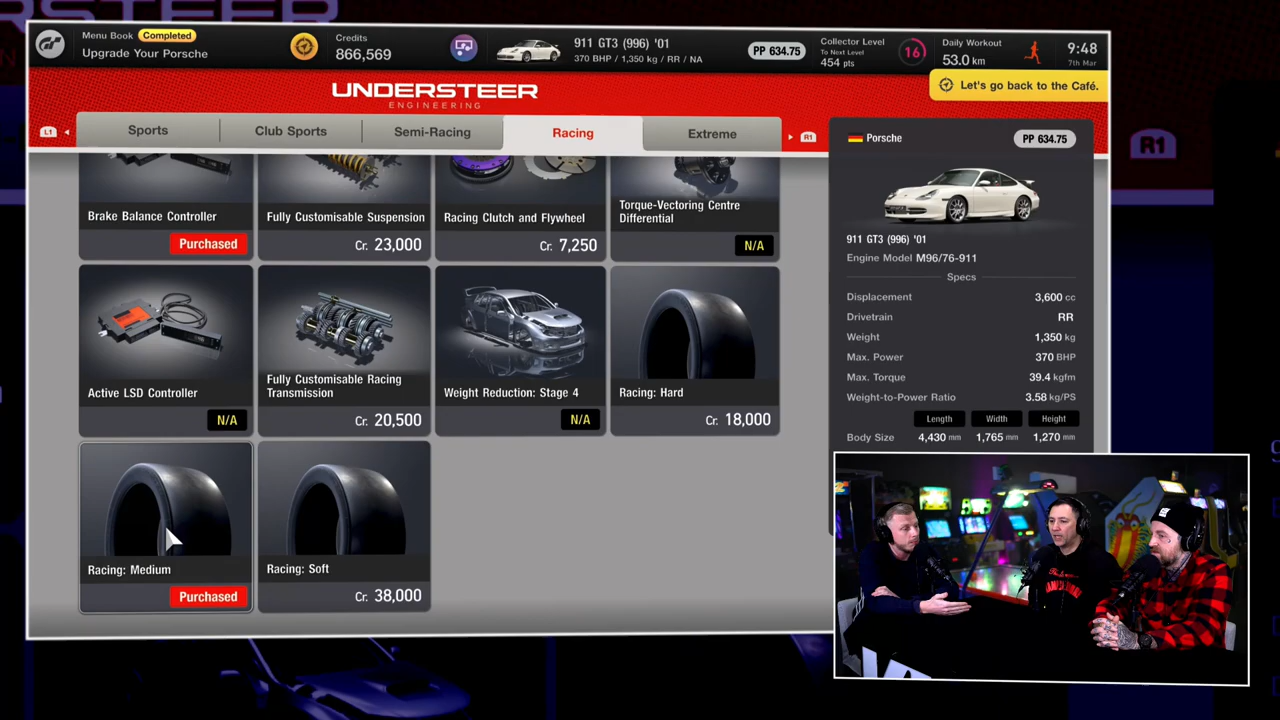 Menu Book Completed
Upgrade Your Porsche
Credits
866,569
911 GT3 (996) '01
370 BHP / 1,350 kg / RR / NA
PP 634.75
Collector Level
To Next Level
454 pts
16
Daily Workout
53.0 km
9:48
7th Mar
Let's go back to the Café.
UNDERSTEER
ENGINEERING
L1
Sports
Club Sports
Semi-Racing
Racing
Extreme
R1
R1
Brake Balance Controller
Purchased
Fully Customisable Suspension
Cr. 23,000
Racing Clutch and Flywheel
Cr. 7,250
Torque-Vectoring Centre
Differential
N/A
Active LSD Controller
N/A
Fully Customisable Racing
Transmission
Cr. 20,500
Weight Reduction: Stage 4
N/A
Racing: Hard
Cr. 18,000
Racing: Medium
Purchased
Racing: Soft
Cr. 38,000
Porsche
PP 634.75
911 GT3 (996) '01
Engine Model M96/76-911
Specs
Displacement 3,600 cc
Drivetrain RR
Weight 1,350 kg
Max. Power 370 BHP
Max. Torque 39.4 kgfm
Weight-to-Power Ratio 3.58 kg/PS
Length Width Height
Body Size 4,430 mm 1,765 mm 1,270 mm